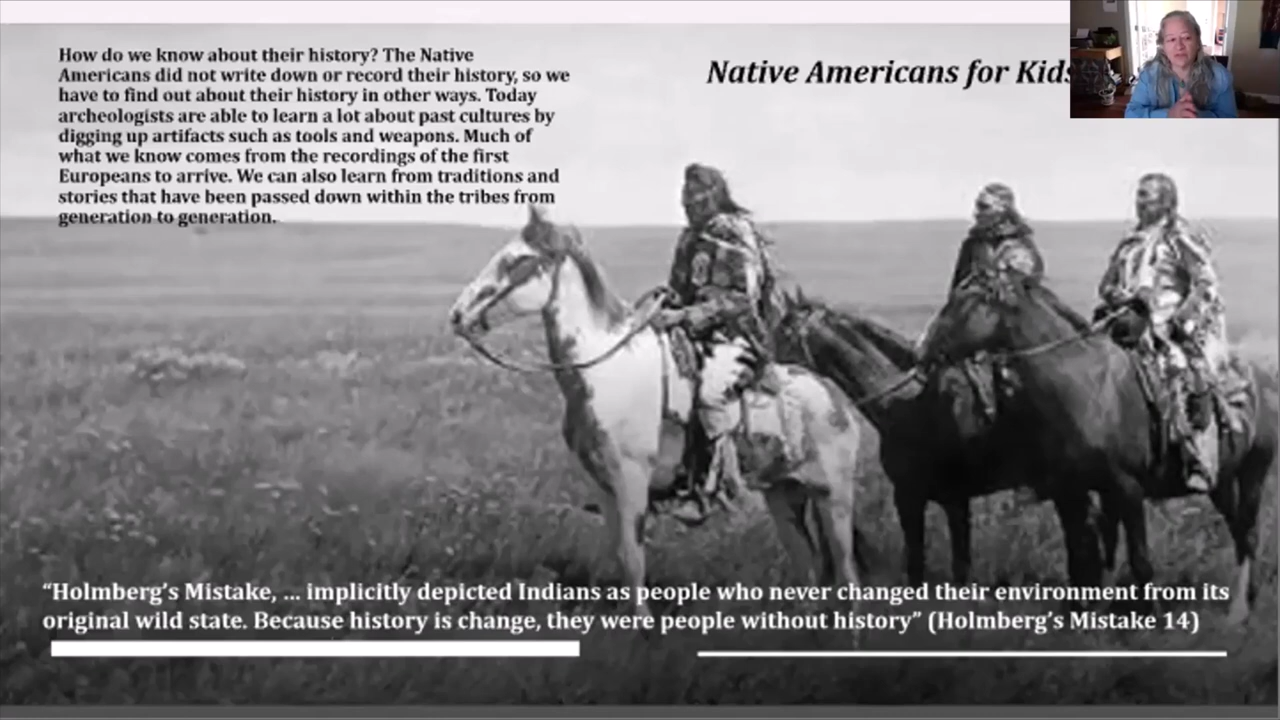 How do we know about their history? The Native
Americans did not write down or record their history, so we
have to find out about their history in other ways. Today
archeologists are able to learn a lot about past cultures by
digging up artifacts such as tools and weapons. Much of
what we know comes from the recordings of the first
Europeans to arrive. We can also learn from traditions and
stories that have been passed down within the tribes from
generation to generation.
Native Americans for Kids
“Holmberg’s Mistake, ... implicitly depicted Indians as people who never changed their environment from its
original wild state. Because history is change, they were people without history” (Holmberg’s Mistake 14)